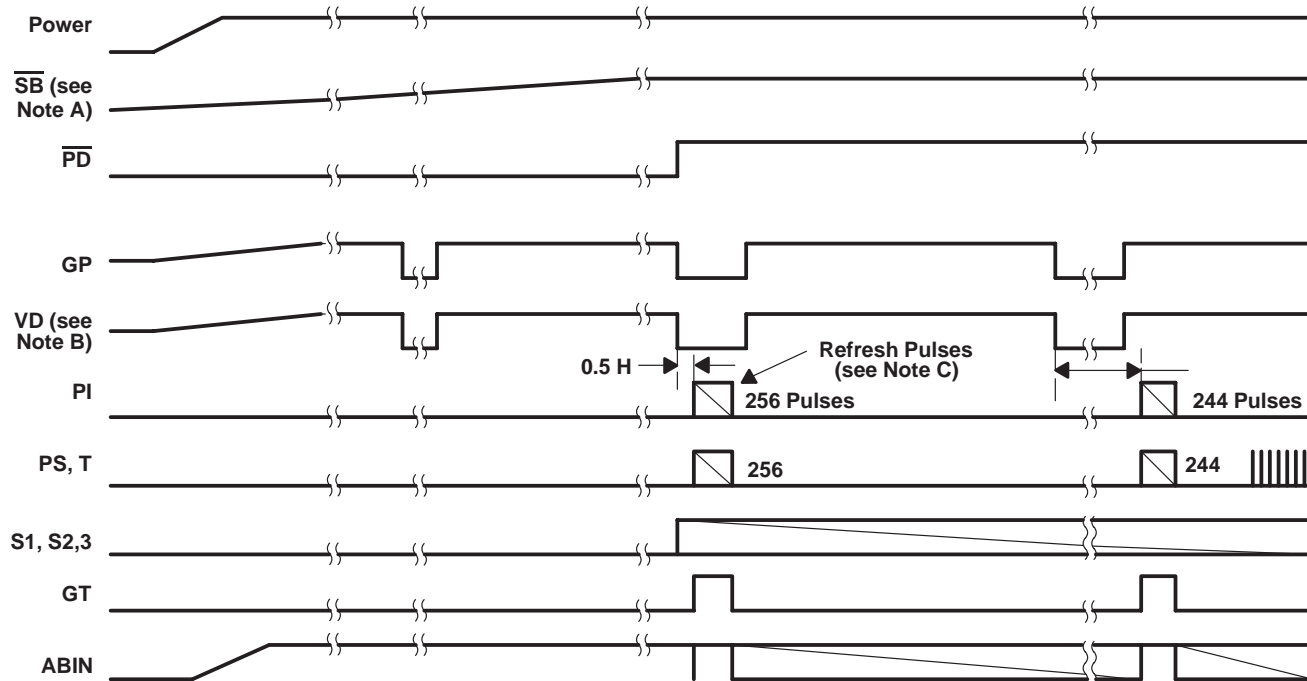 Power
SB (see
Note A)
PD
GP
VD (see
Note B)
0.5 H
Refresh Pulses
(see Note C)
PI
256 Pulses
244 Pulses
PS, T
256
244
S1, S2,3
GT
ABIN